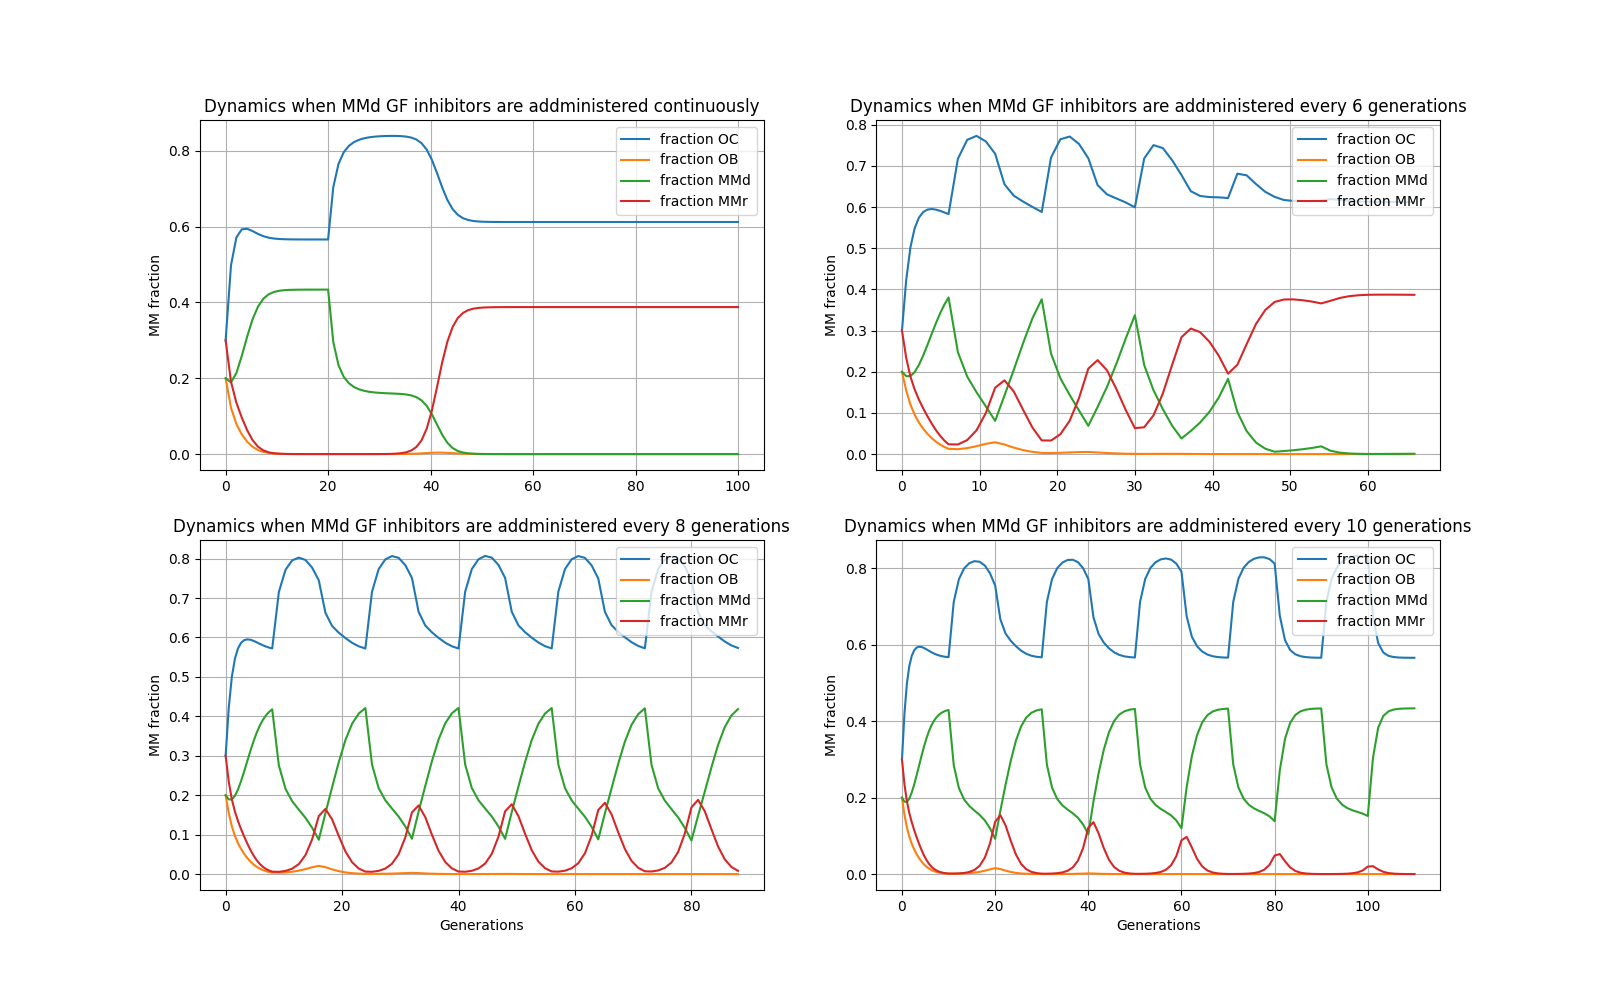 Dynamics when MMd GF inhibitors are addministered continuously
MM fraction
0.8
0.6
0.4
0.2
0.0
0 20 40 60 80 100
fraction OC
fraction OB
fraction MMd
fraction MMr
Dynamics when MMd GF inhibitors are addministered every 6 generations
MM fraction
0.8
0.7
0.6
0.5
0.4
0.3
0.2
0.1
0.0
0 10 20 30 40 50 60
fraction OC
fraction OB
fraction MMd
fraction MMr
Dynamics when MMd GF inhibitors are addministered every 8 generations
MM fraction
0.8
0.7
0.6
0.5
0.4
0.3
0.2
0.1
0.0
0 20 40 60 80
Generations
fraction OC
fraction OB
fraction MMd
fraction MMr
Dynamics when MMd GF inhibitors are addministered every 10 generations
MM fraction
0.8
0.6
0.4
0.2
0.0
0 20 40 60 80 100
Generations
fraction OC
fraction OB
fraction MMd
fraction MMr